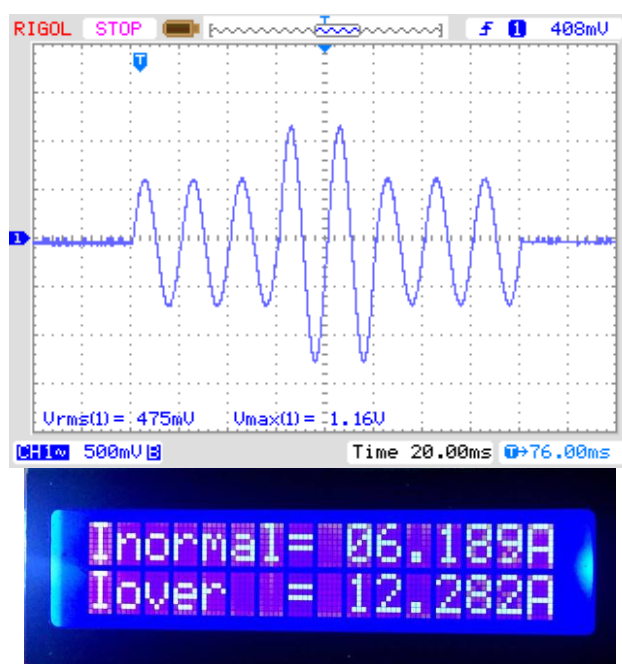 RIGOL STOP T f 1 408mV
T
1
Vrms(1)= 475mV Vmax(1)= 1.16V
CH1~ 500mV B Time 20.00ms T→76.00ms
Inormal= 06.189A
Iover = 12.282A